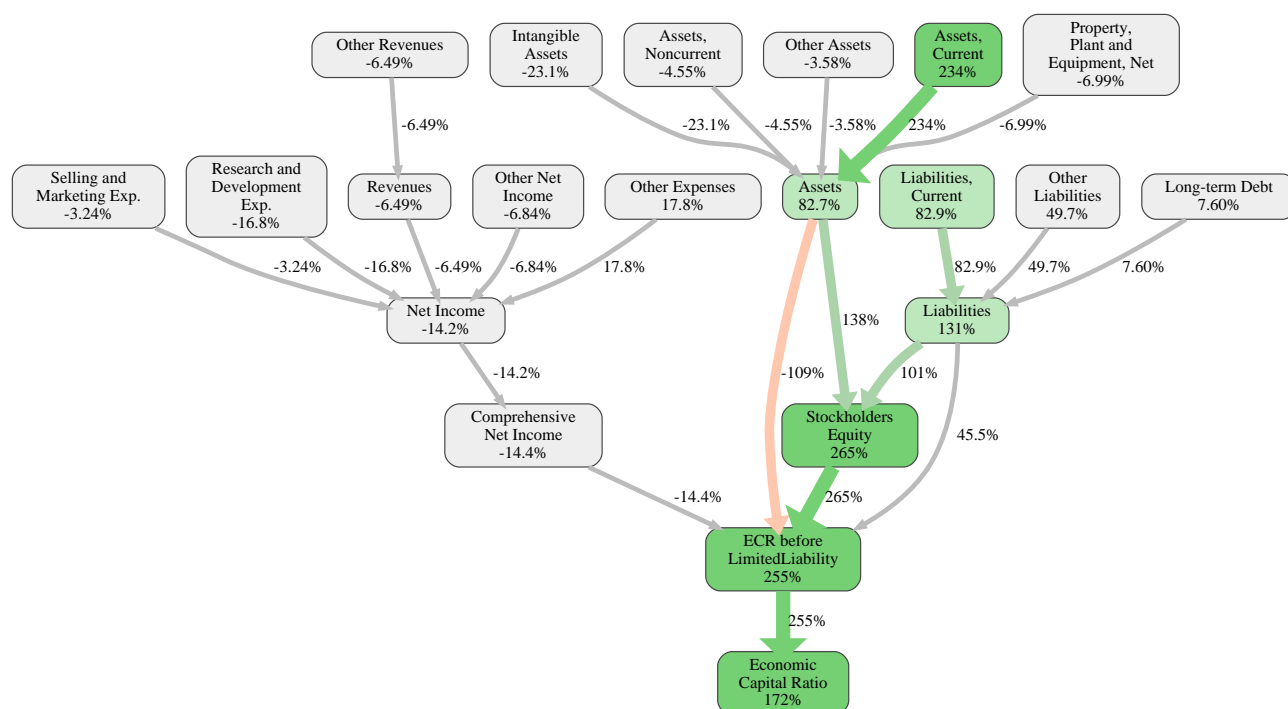 Other Revenues
-6.49%
Intangible
Assets
-23.1%
Assets,
Noncurrent
-4.55%
Other Assets
-3.58%
Assets,
Current
234%
Property,
Plant and
Equipment, Net
-6.99%
-6.49%
-23.1%
-4.55%
-3.58%
234%
-6.99%
Selling and
Marketing Exp.
-3.24%
Research and
Development
Exp.
-16.8%
Revenues
-6.49%
Other Net
Income
-6.84%
Other Expenses
17.8%
Assets
82.7%
Liabilities,
Current
82.9%
Other
Liabilities
49.7%
Long-term Debt
7.60%
-3.24%
-16.8%
-6.49%
-6.84%
17.8%
82.9%
49.7%
7.60%
Net Income
-14.2%
138%
Liabilities
131%
-14.2%
-109%
101%
Comprehensive
Net Income
-14.4%
Stockholders
Equity
265%
45.5%
-14.4%
265%
ECR before
LimitedLiability
255%
255%
Economic
Capital Ratio
172%